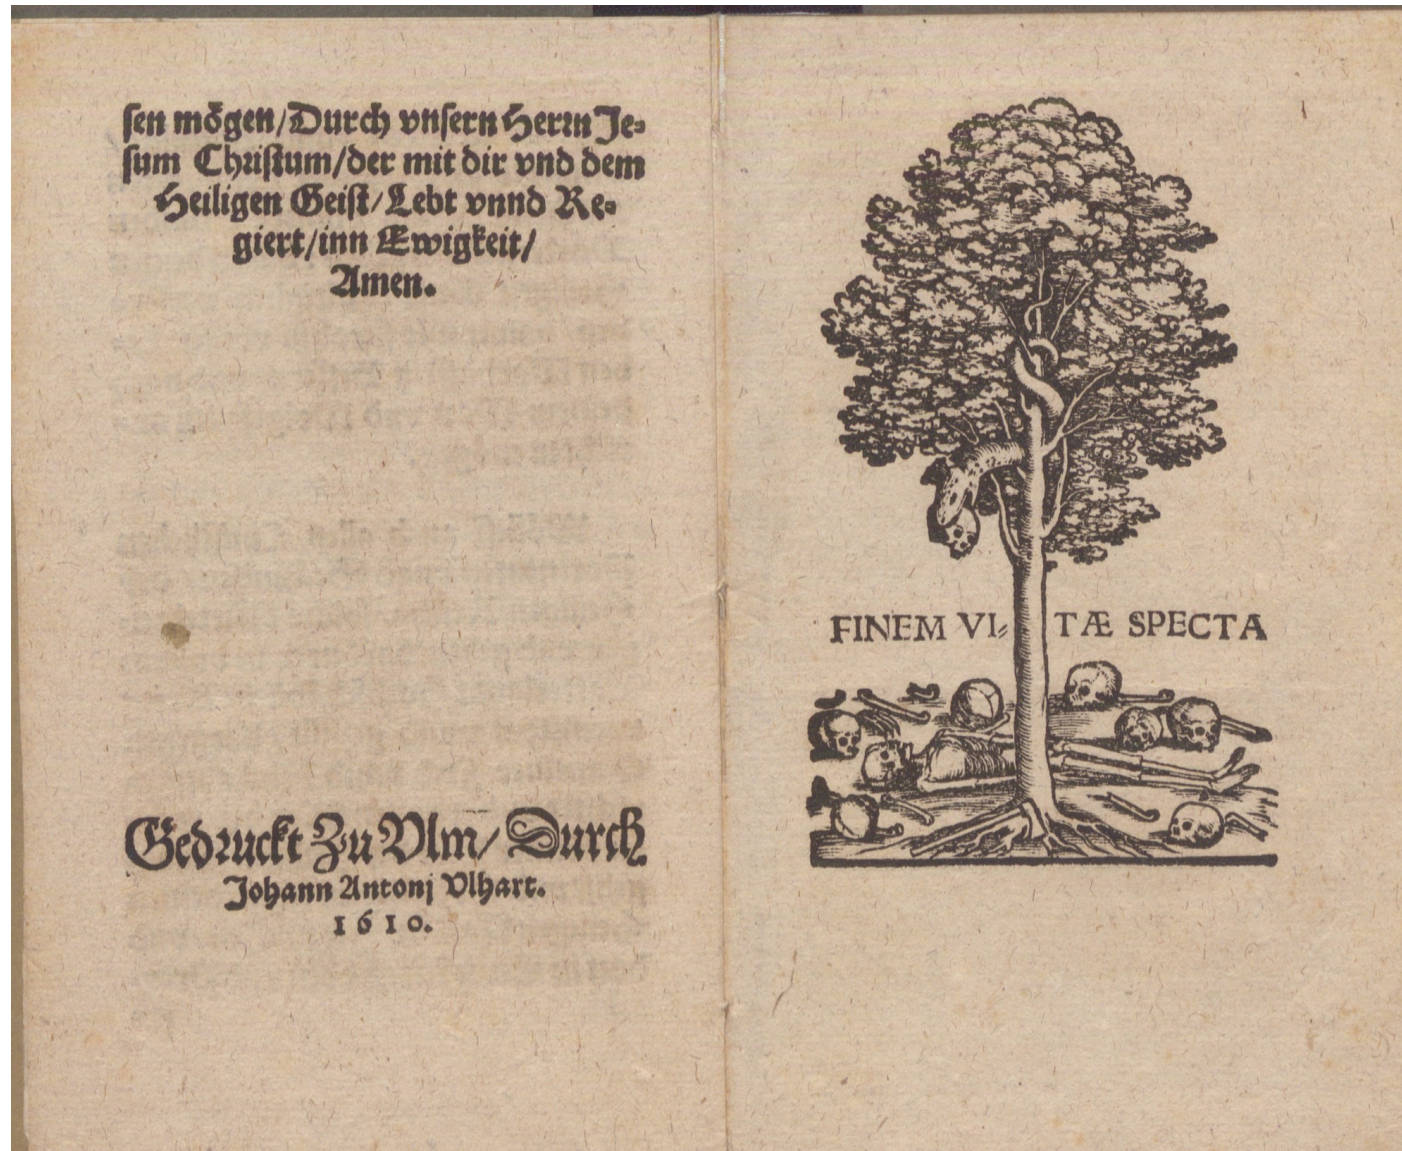 sen mögen/Durch vnsern Herrn Je⸗
sum Christum/der mit dir vnd dem
Heiligen Geist/Lebt vnnd Re⸗
giert/inn Ewigkeit/
Amen.
Gedruckt Zu Vlm/ Durch
Johann Antonj Vlhart.
1610.
FINEM VI⸗ TÆ SPECTA